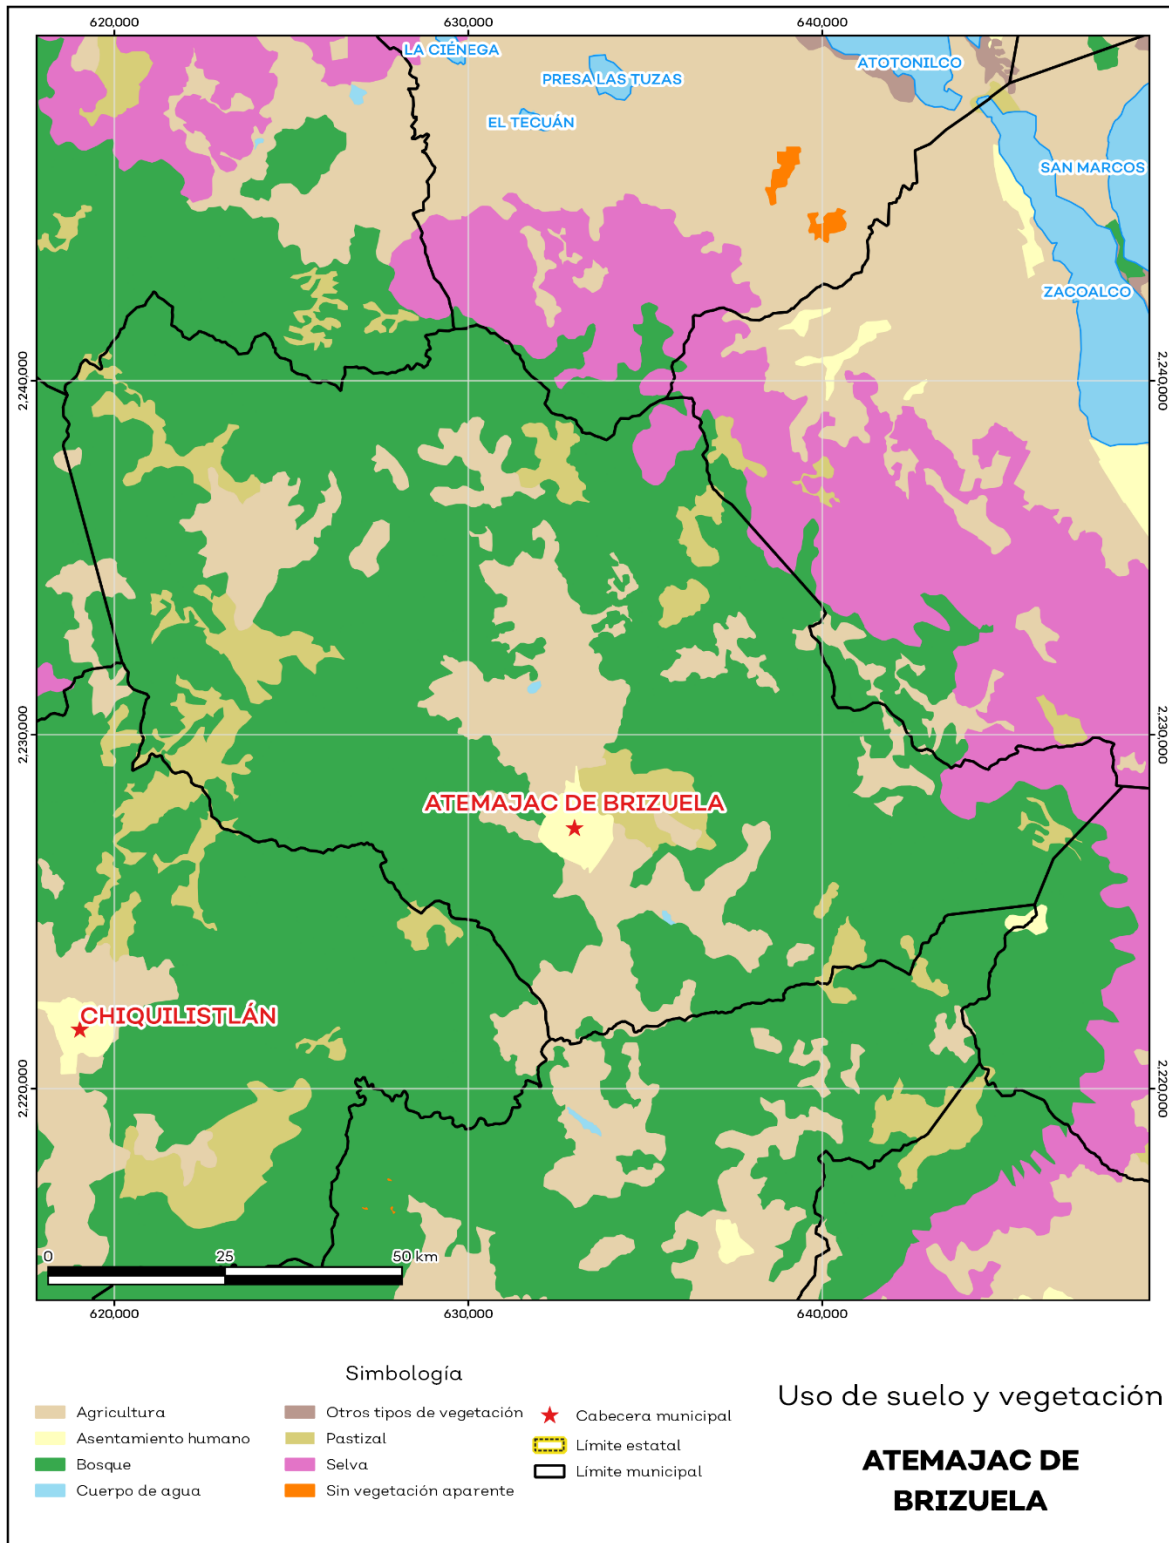 620,000
630,000
640,000
LA CIÉNEGA
PRESA LAS TUZAS
ATOTONILCO
EL TECUÁN
SAN MARCOS
ZACOALCO
2,240,000
2,240,000
2,230,000
2,230,000
ATEMAJAC DE BRIZUELA
CHIQUILISTLÁN
2,220,000
2,220,000
0 25 50 km
620,000
630,000
640,000
Simbología
Agricultura
Asentamiento humano
Bosque
Cuerpo de agua
Otros tipos de vegetación
Pastizal
Selva
Sin vegetación aparente
Cabecera municipal
Límite estatal
Límite municipal
Uso de suelo y vegetación
ATEMAJAC DE
BRIZUELA